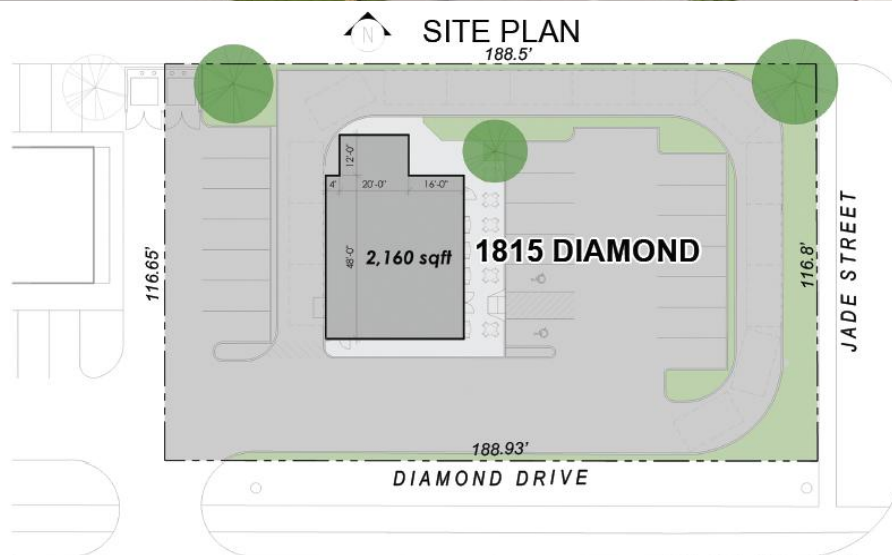 N
SITE PLAN
188.5'
12'-0"
4'
20'-0"
16'-0"
48'-0"
2,160 sqft
1815 DIAMOND
116.65'
116.8'
JADE STREET
188.93'
DIAMOND DRIVE